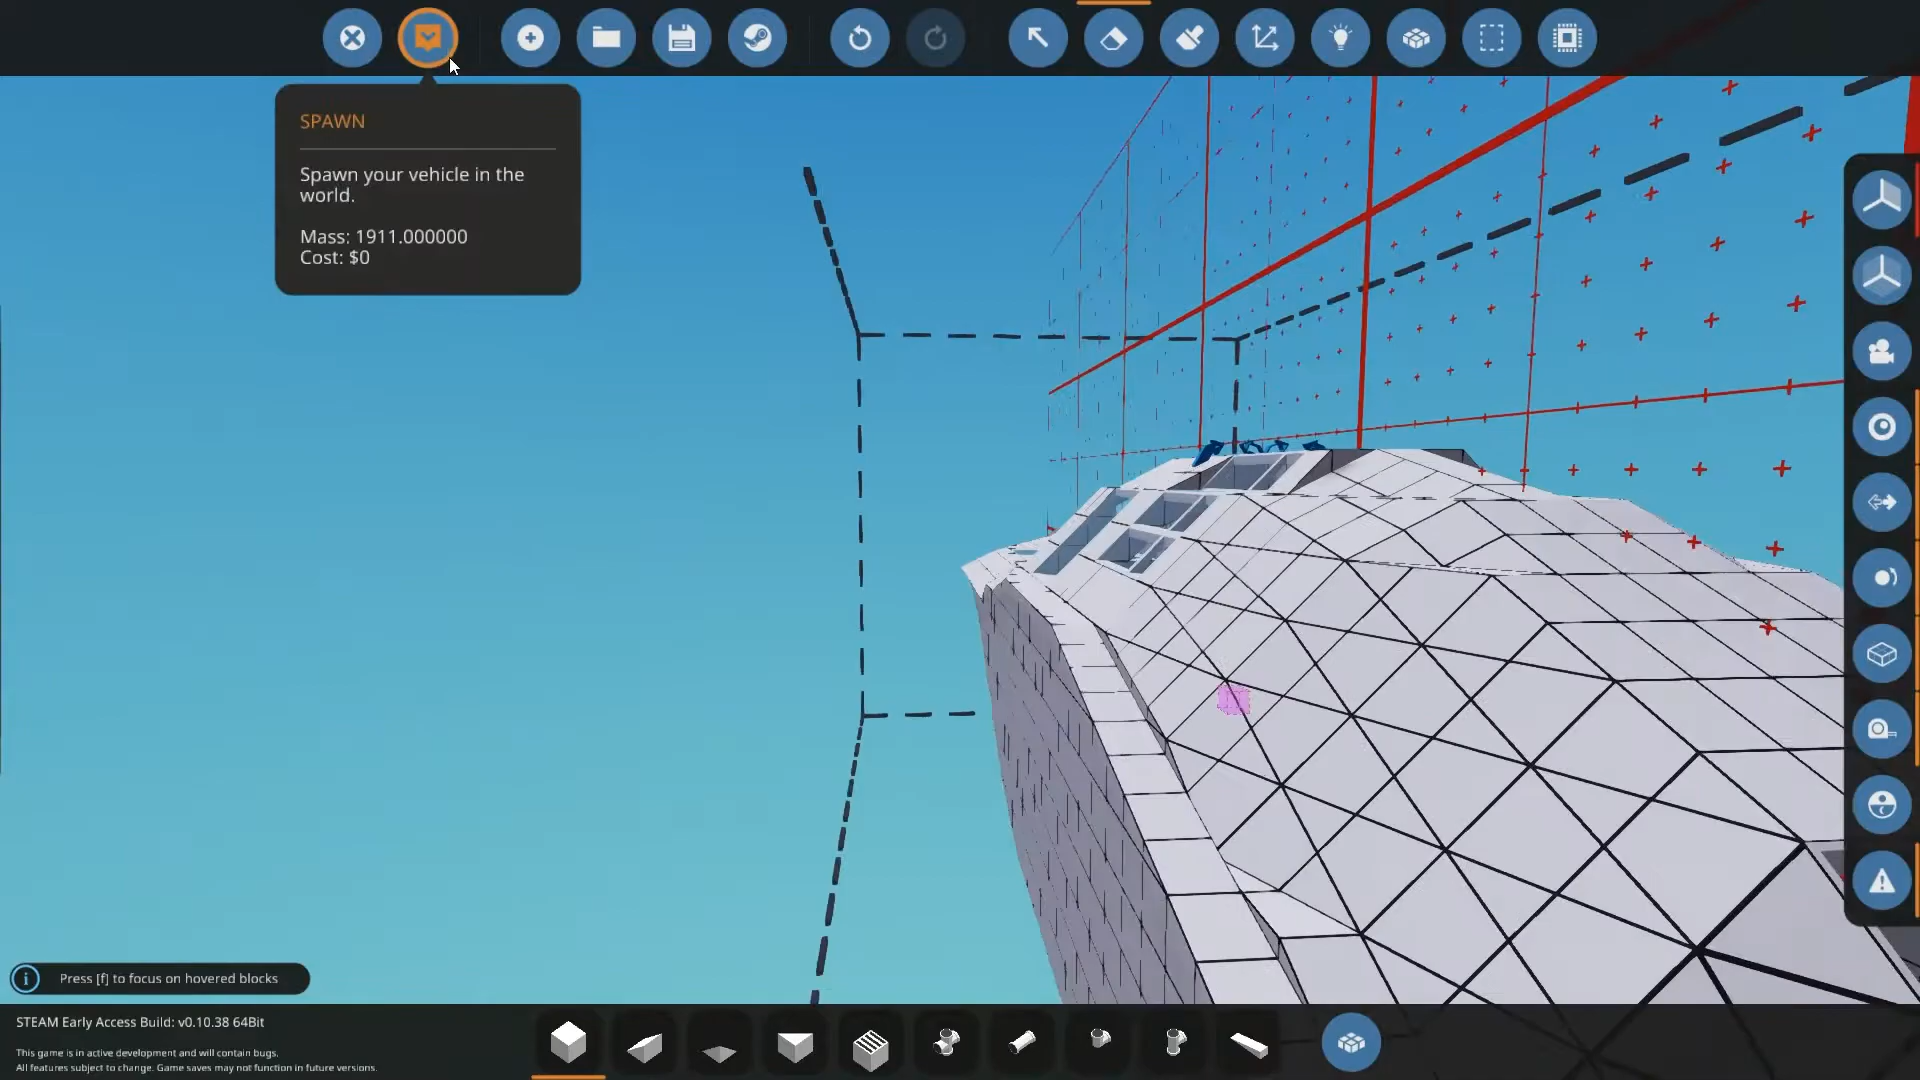 SPAWN
Spawn your vehicle in the
world.
Mass: 1911.000000
Cost: $0
Press [f] to focus on hovered blocks
STEAM Early Access Build: v0.10.38 64Bit
This game is in active development and will contain bugs.
All features subject to change. Game saves may not function in future versions.